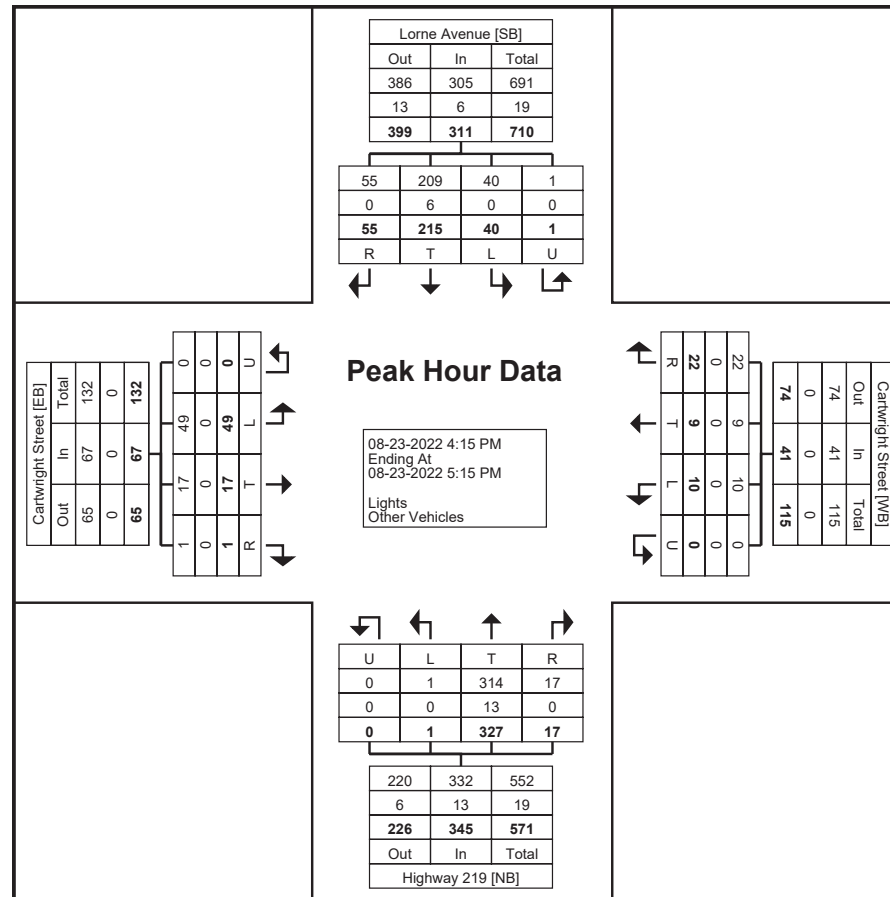 Lorne Avenue [SB]
Out In Total
386 305 691
13 6 19
399 311 710
55 209 40 1
0 6 0 0
55 215 40 1
R T L U
Cartwright Street [EB]
Total In Out
132 67 65
0 0 0
132 67 65
0 49 17 1
0 0 0 0
0 49 17 1
U L T R
Peak Hour Data
08-23-2022 4:15 PM
Ending At
08-23-2022 5:15 PM
Lights
Other Vehicles
Cartwright Street [WB]
Out In Total
74 41 115
0 0 0
74 41 115
22 9 10 0
0 0 0 0
22 9 10 0
R T L U
U L T R
0 1 314 17
0 0 13 0
0 1 327 17
220 332 552
6 13 19
226 345 571
Out In Total
Highway 219 [NB]